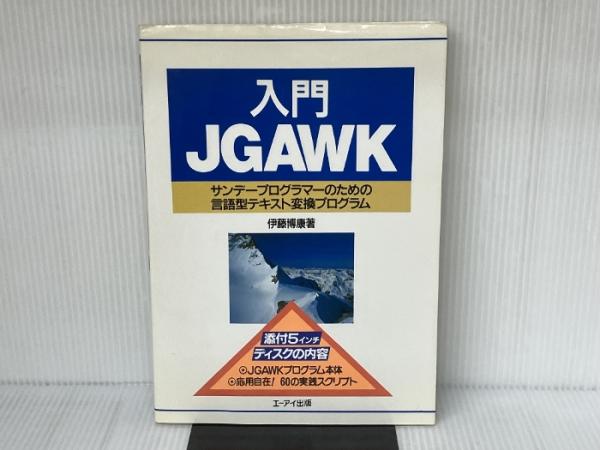 入門
JGAWK
サンデープログラマーのための
言語型テキスト変換プログラム
伊藤博康著
添付5インチ
ディスクの内容
◉JGAWKプログラム本体
◉応用自在! 60の実践スクリプト
エーアイ出版